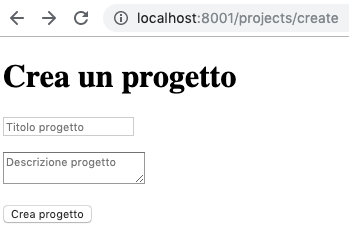 localhost:8001/projects/create
Crea un progetto
Titolo progetto
Descrizione progetto
Crea progetto